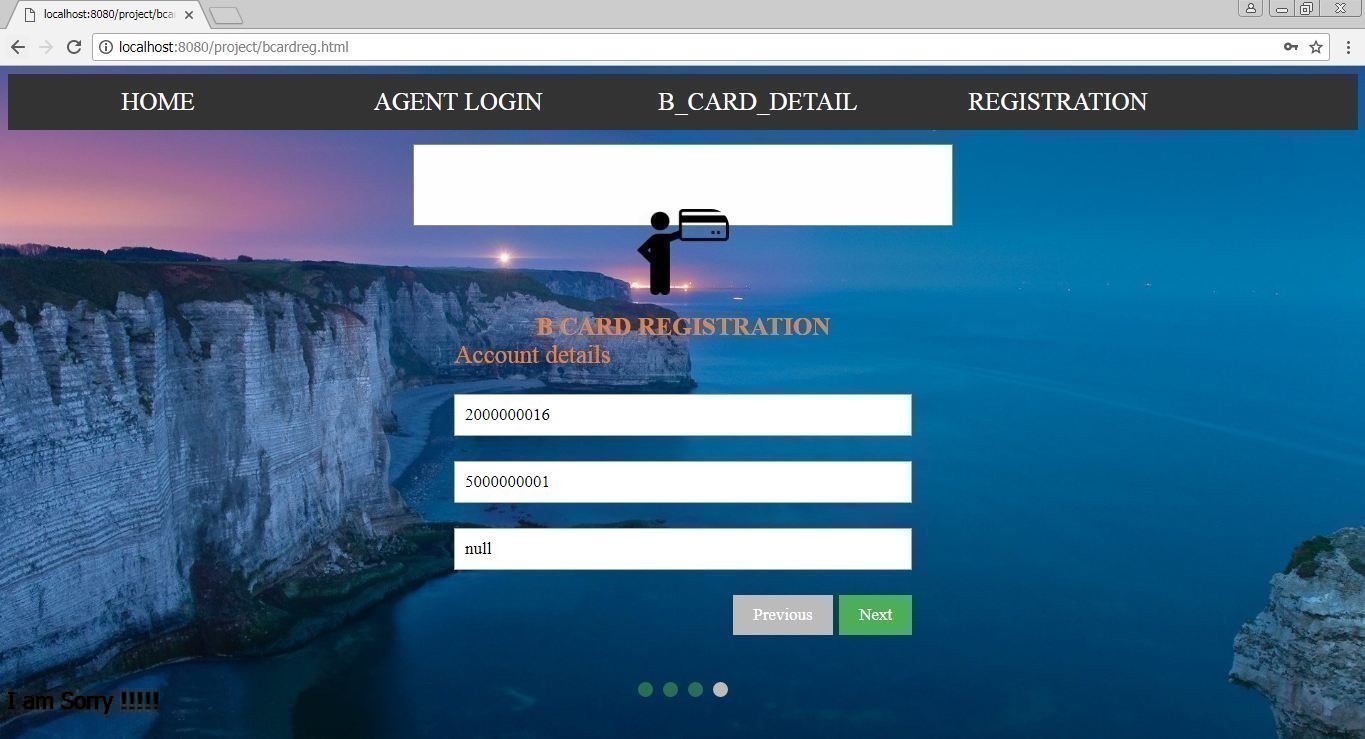 localhost:8080/project/bca
localhost:8080/project/bcardreg.html
HOME AGENT LOGIN B_CARD_DETAIL REGISTRATION
B CARD REGISTRATION
Account details
2000000016
5000000001
null
Previous Next
I am Sorry !!!!!